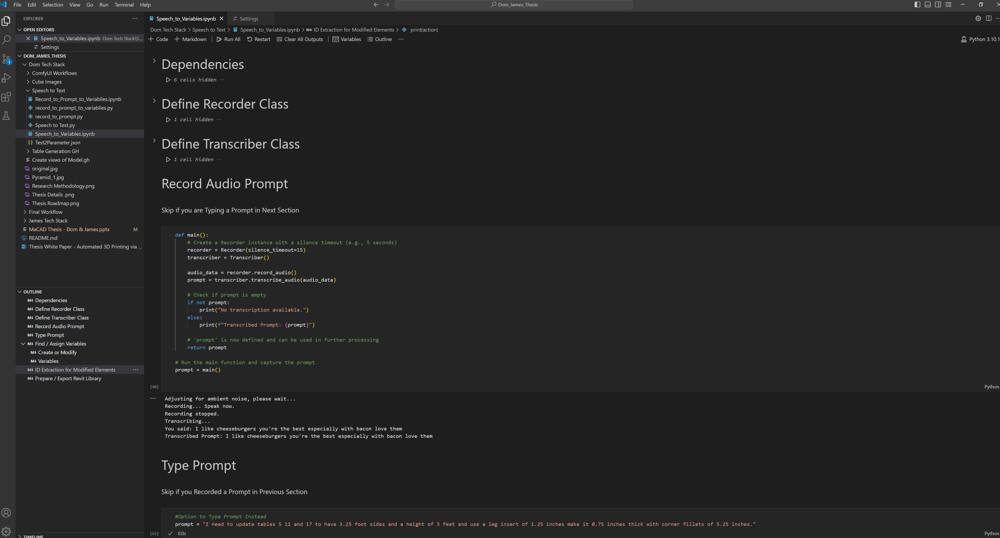 File Edit Selection View Go Run Terminal Help
Dom_James_Thesis
EXPLORER
OPEN EDITORS
Speech_to_Variables.ipynb Dom Tech Stack\S...
Settings
DOM_JAMES_THESIS
Dom Tech Stack
ComfyUI Workflows
Cube Images
Speech to Text
Record_to_Prompt_to_Variablies.ipynb
record_to_prompt_to_variablies.py
record_to_prompt.py
Speech to Text.py
Speech_to_Variables.ipynb
{} Test2Parameter.json
Table Generation GH
Create views of Model.gh
original.jpg
Pyramid_1.jpg
Research Methodology.png
Thesis Details .png
Thesis Roadmap.png
Final Workflow
James Tech Stack
MaCAD Thesis - Dom & James.pptx M
README.md
Thesis White Paper - Automated 3D Printing via ...
1
OUTLINE
M↓ Dependencies
M↓ Define Recorder Class
M↓ Define Transcriber Class
M↓ Record Audio Prompt
M↓ Type Prompt
M↓ Find / Assign Variables
M↓ Create or Modify
M↓ Variables
M↓ ID Extraction for Modified Elements ...
M↓ Prepare / Export Revit Library
TIMELINE
Speech_to_Variables.ipynb Settings
Dom Tech Stack > Speech to Text > Speech_to_Variables.ipynb > M↓ ID Extraction for Modified Elements > print(action)
+ Code + Markdown Run All Restart Clear All Outputs Variables Outline ...
Python 3.10.1
Dependencies
6 cells hidden ...
Define Recorder Class
1 cell hidden ...
Define Transcriber Class
1 cell hidden ...
Record Audio Prompt
Skip if you are Typing a Prompt in Next Section
def main():
# Create a Recorder instance with a silence timeout (e.g., 5 seconds)
recorder = Recorder(silence_timeout=15)
transcriber = Transcriber()
audio_data = recorder.record_audio()
prompt = transcriber.transcribe_audio(audio_data)
# Check if prompt is empty
if not prompt:
print("No transcription available.")
else:
print(f"Transcribed Prompt: {prompt}")
# 'prompt' is now defined and can be used in further processing
return prompt
# Run the main function and capture the prompt
prompt = main()
[40] Python
... Adjusting for ambient noise, please wait...
Recording... Speak now.
Recording stopped.
Transcribing...
You said: I like cheeseburgers you're the best especially with bacon love them
Transcribed Prompt: I like cheeseburgers you're the best especially with bacon love them
Type Prompt
Skip if you Recorded a Prompt in Previous Section
#Option to Type Prompt Instead
prompt = "I need to update tables 5 11 and 17 to have 3.25 foot sides and a height of 3 feet and use a leg insert of 1.25 inches make it 0.75 inches thick with corner fillets of 5.25 inches."
[62] ✓ 0.0s Python